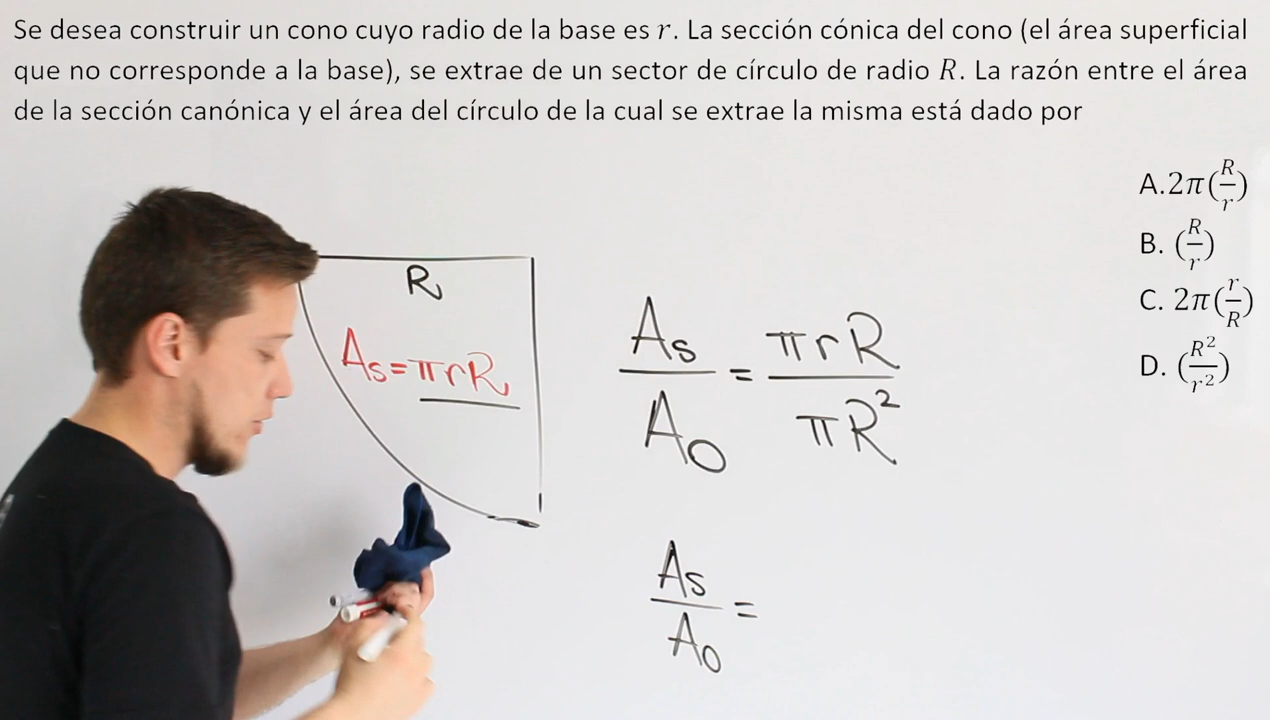 Se desea construir un cono cuyo radio de la base es r. La sección cónica del cono (el área superficial
que no corresponde a la base), se extrae de un sector de círculo de radio R. La razón entre el área
de la sección canónica y el área del círculo de la cual se extrae la misma está dado por
A.2π(R/r)
B. (R/r)
C. 2π(r/R)
D. (R²/r²)
R
As=πrR
As/Ao = πrR/πR²
As/Ao =